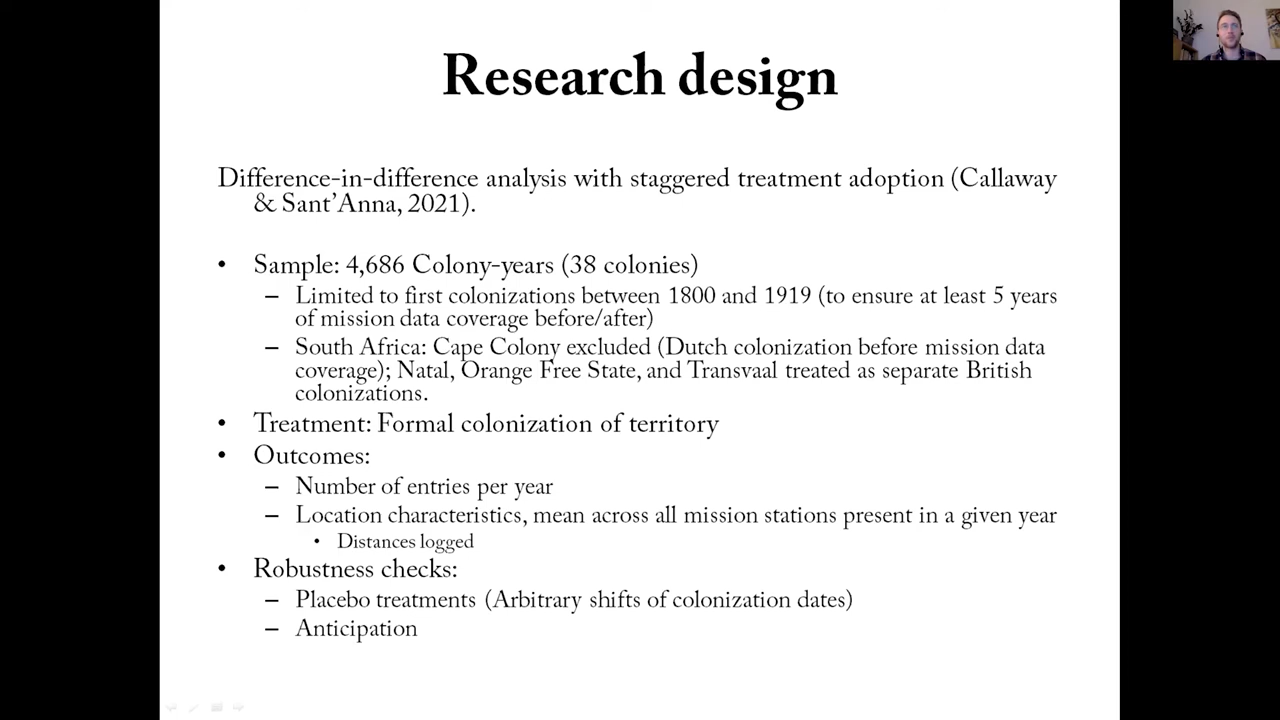 Research design
Difference-in-difference analysis with staggered treatment adoption (Callaway
& Sant’Anna, 2021).
• Sample: 4,686 Colony-years (38 colonies)
– Limited to first colonizations between 1800 and 1919 (to ensure at least 5 years
of mission data coverage before/after)
– South Africa: Cape Colony excluded (Dutch colonization before mission data
coverage); Natal, Orange Free State, and Transvaal treated as separate British
colonizations.
• Treatment: Formal colonization of territory
• Outcomes:
– Number of entries per year
– Location characteristics, mean across all mission stations present in a given year
• Distances logged
• Robustness checks:
– Placebo treatments (Arbitrary shifts of colonization dates)
– Anticipation